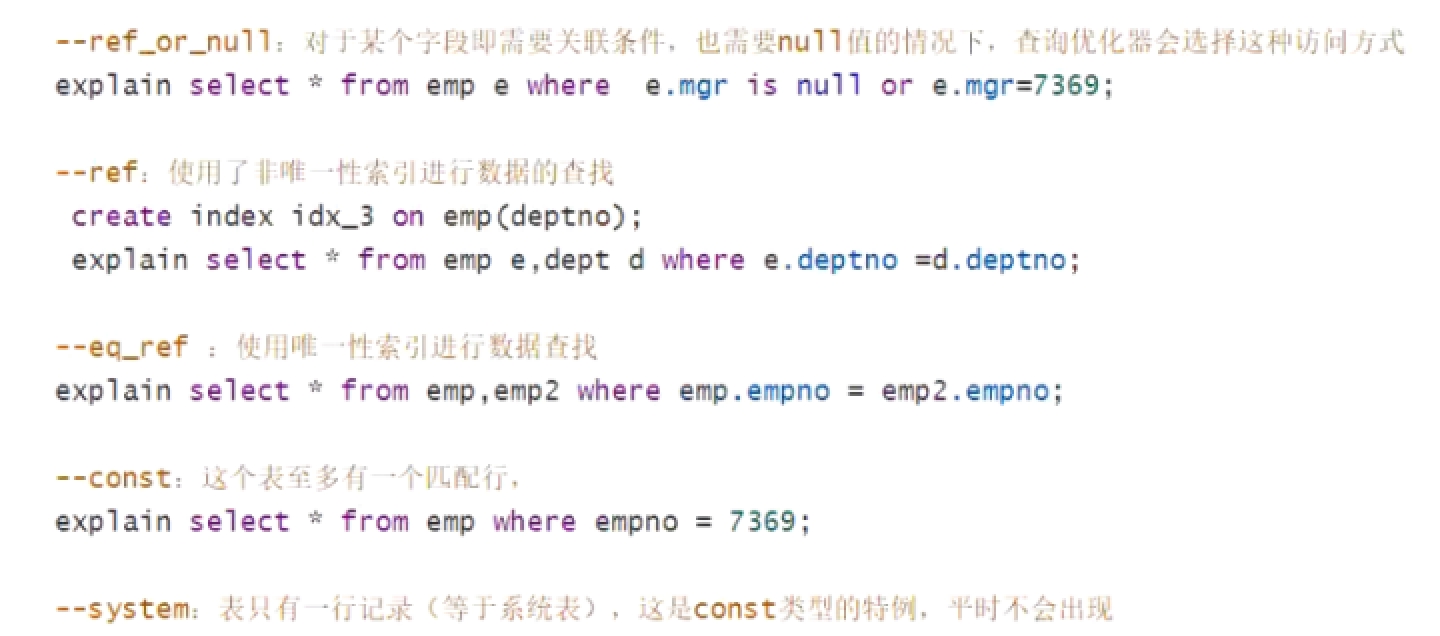 --ref_or_null：对于某个字段即需要关联条件，也需要null值的情况下，查询优化器会选择这种访问方式
explain select * from emp e where  e.mgr is null or e.mgr=7369;
--ref：使用了非唯一性索引进行数据的查找
create index idx_3 on emp(deptno);
explain select * from emp e,dept d where e.deptno =d.deptno;
--eq_ref ：使用唯一性索引进行数据查找
explain select * from emp,emp2 where emp.empno = emp2.empno;
--const：这个表至多有一个匹配行，
explain select * from emp where empno = 7369;
--system：表只有一行记录（等于系统表），这是const类型的特例，平时不会出现